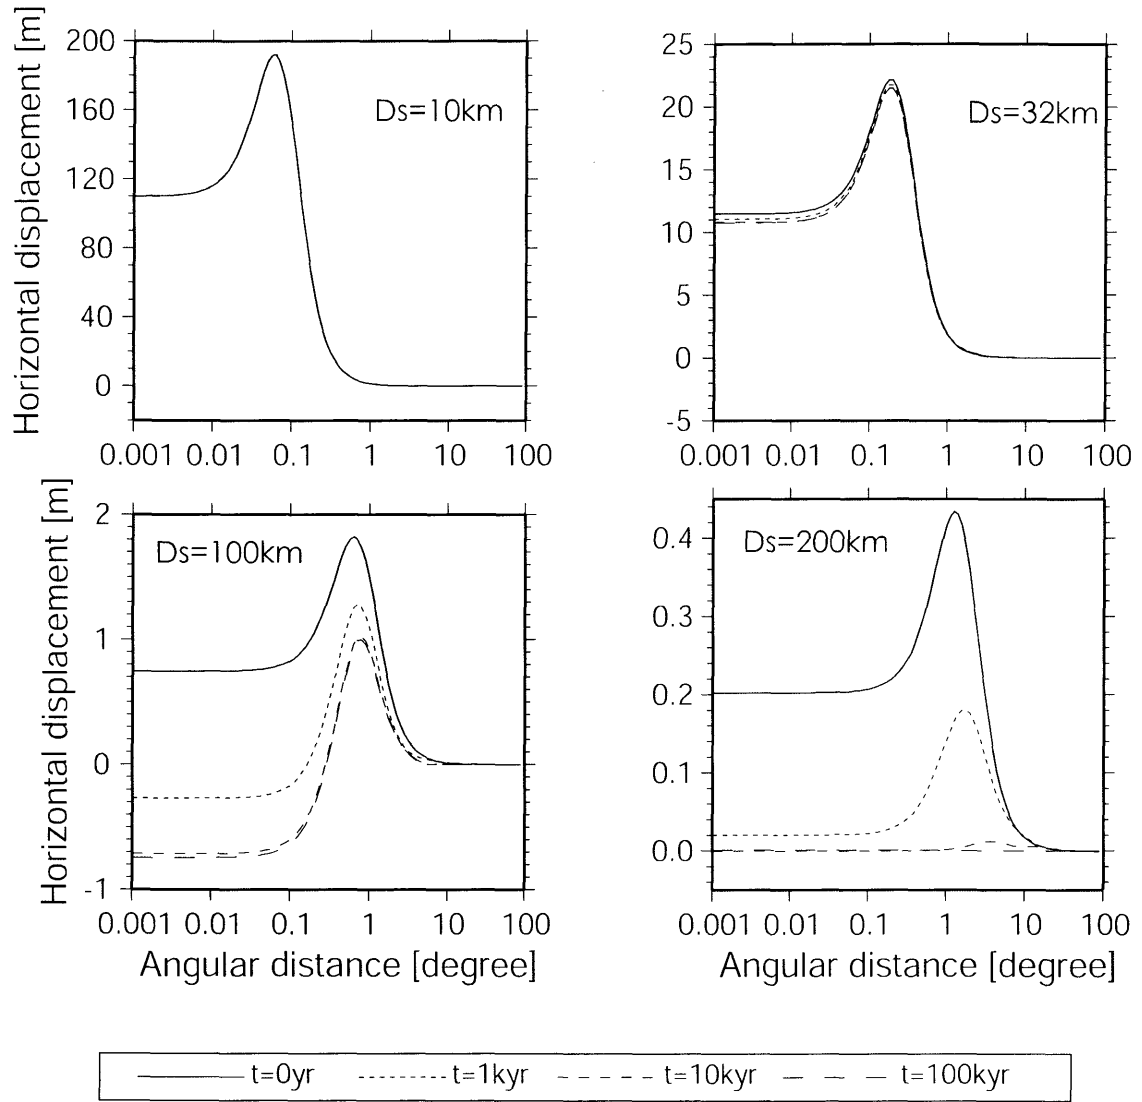 Horizontal displacement [m]
200
160
120
80
40
0
Ds=10km
0.001 0.01 0.1 1 10 100
25
20
15
10
5
0
-5
Ds=32km
0.001 0.01 0.1 1 10 100
Horizontal displacement [m]
2
1
0
-1
Ds=100km
0.001 0.01 0.1 1 10 100
Angular distance [degree]
0.4
0.3
0.2
0.1
0.0
Ds=200km
0.001 0.01 0.1 1 10 100
Angular distance [degree]
t=0yr t=1kyr t=10kyr t=100kyr